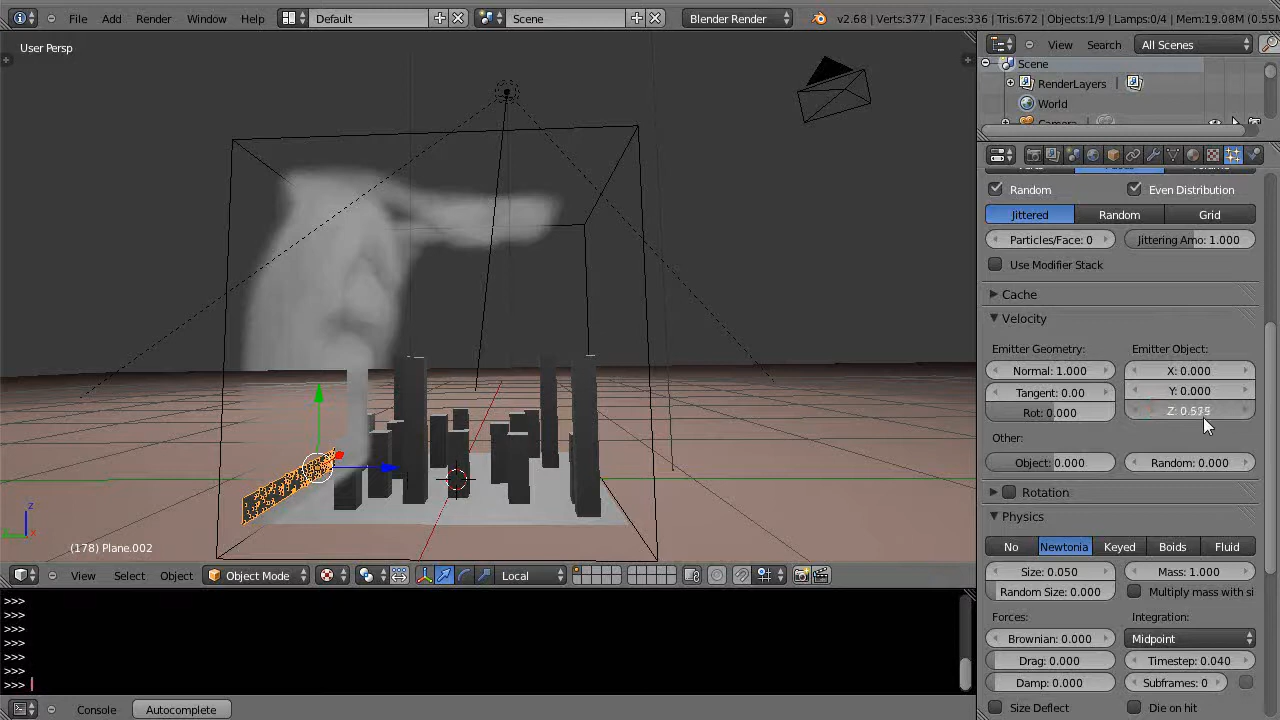 File Add Render Window Help Default Scene Blender Render v2.68 | Verts:377 | Faces:336 | Tris:672 | Objects:1/9 | Lamps:0/4 | Mem:19.08M (0.55M
User Persp
View Search All Scenes
Scene
RenderLayers |
World
Camera
Random Even Distribution
Jittered Random Grid
Particles/Face: 0 Jittering Amo: 1.000
Use Modifier Stack
Cache
Velocity
Emitter Geometry: Emitter Object:
Normal: 1.000 X: 0.000
Tangent: 0.00 Y: 0.000
Rot: 0.000 Z: 0.575
Other:
Object: 0.000 Random: 0.000
Rotation
Physics
No Newtonia Keyed Boids Fluid
Size: 0.050 Mass: 1.000
Random Size: 0.000 Multiply mass with si
Forces: Integration:
Brownian: 0.000 Midpoint
Drag: 0.000 Timestep: 0.040
Damp: 0.000 Subframes: 0
Size Deflect Die on hit
z
x
(178) Plane.002
View Select Object Object Mode Local
>>>
>>>
>>>
>>>
>>>
>>>
>>>
Console Autocomplete